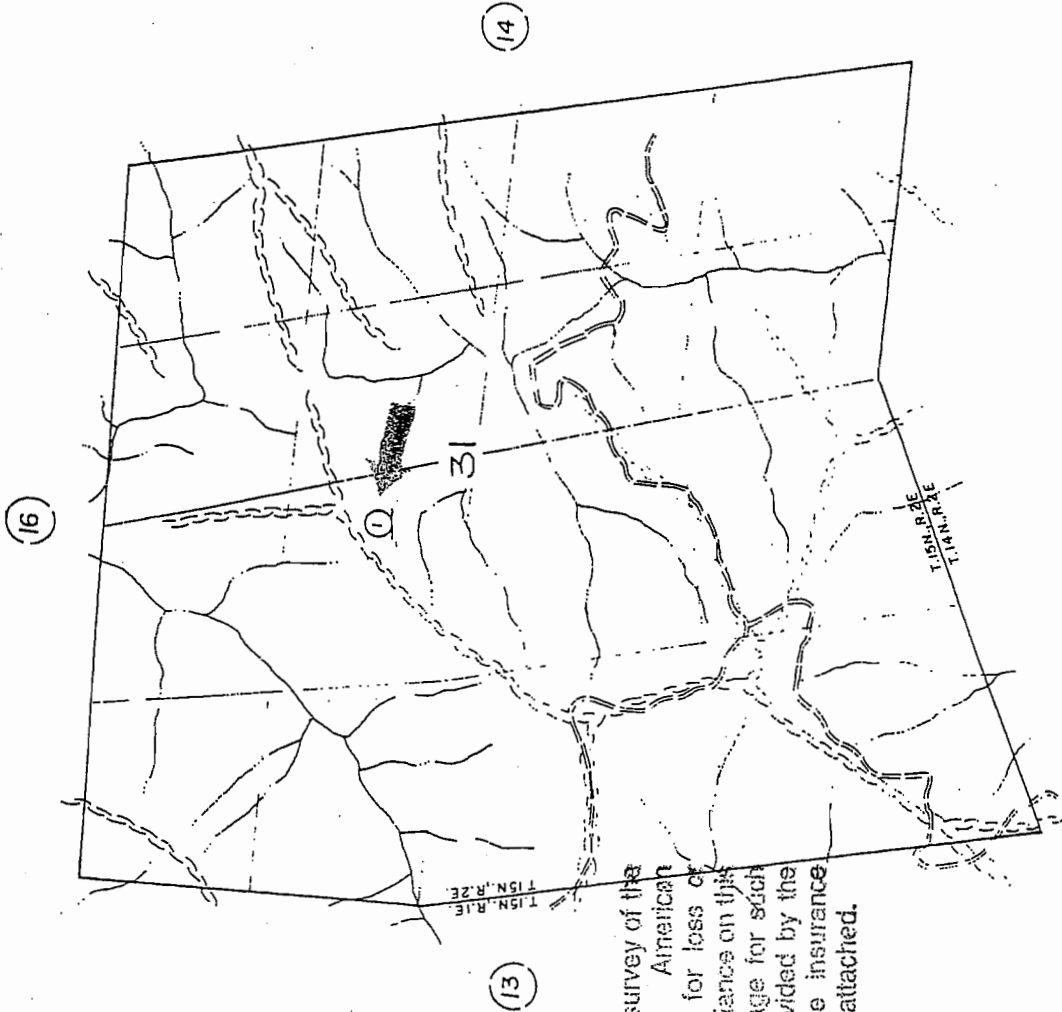 14
16
1
31
T.15N., R.2E
T.14N., R.2E
T.15N., R.1E.
T.15N., R.2E.
13
survey of the
American
for loss or
iance on this
ge for such
vided by the
e insurance
attached.